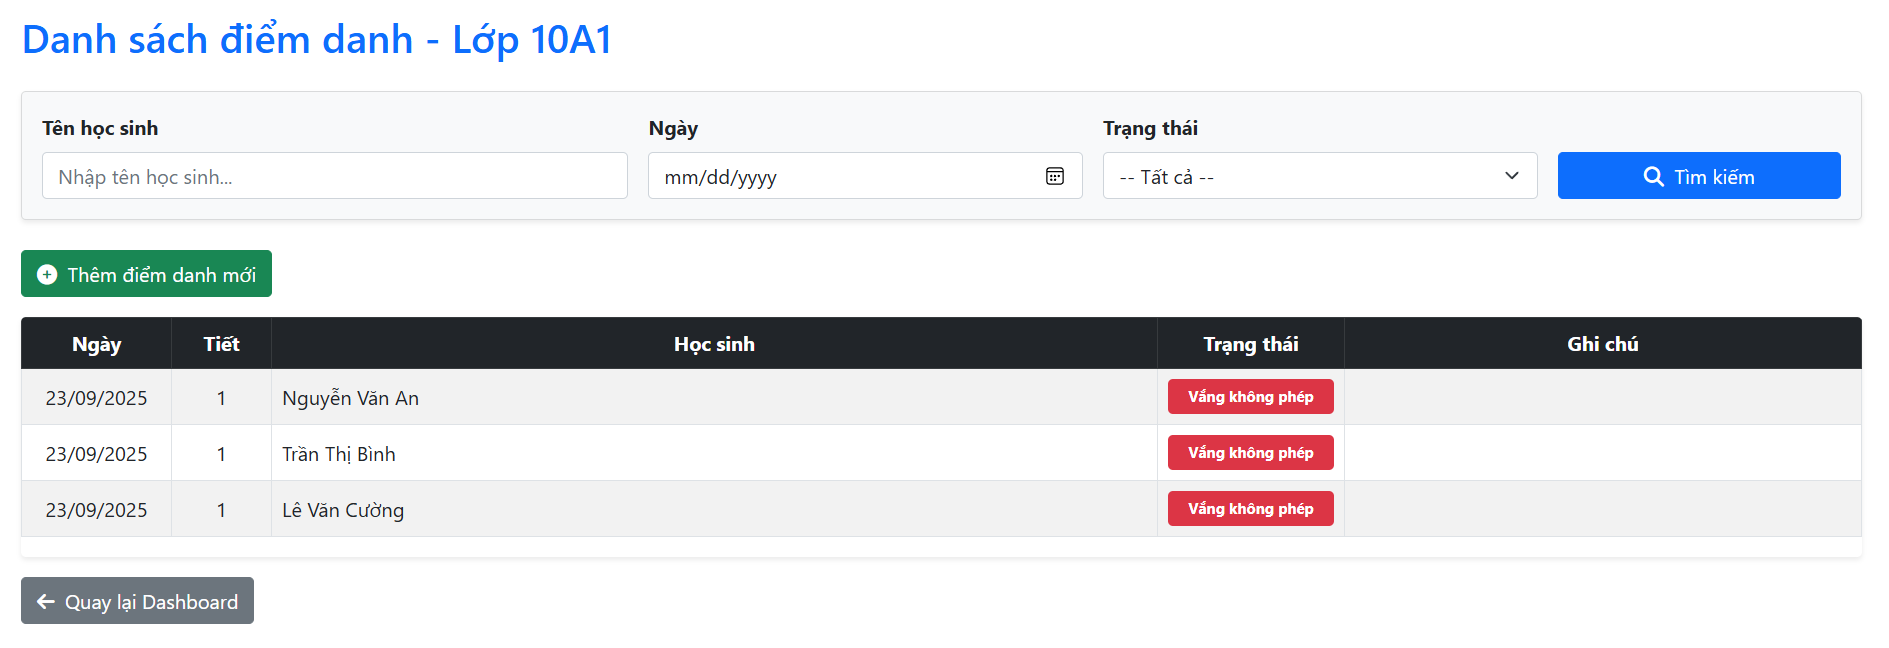 Danh sách điểm danh - Lớp 10A1
Tên học sinh Ngày Trạng thái
Nhập tên học sinh... mm/dd/yyyy -- Tất cả -- Tìm kiếm
Thêm điểm danh mới
Ngày Tiết Học sinh Trạng thái Ghi chú
23/09/2025 1 Nguyễn Văn An Vắng không phép
23/09/2025 1 Trần Thị Bình Vắng không phép
23/09/2025 1 Lê Văn Cường Vắng không phép
Quay lại Dashboard